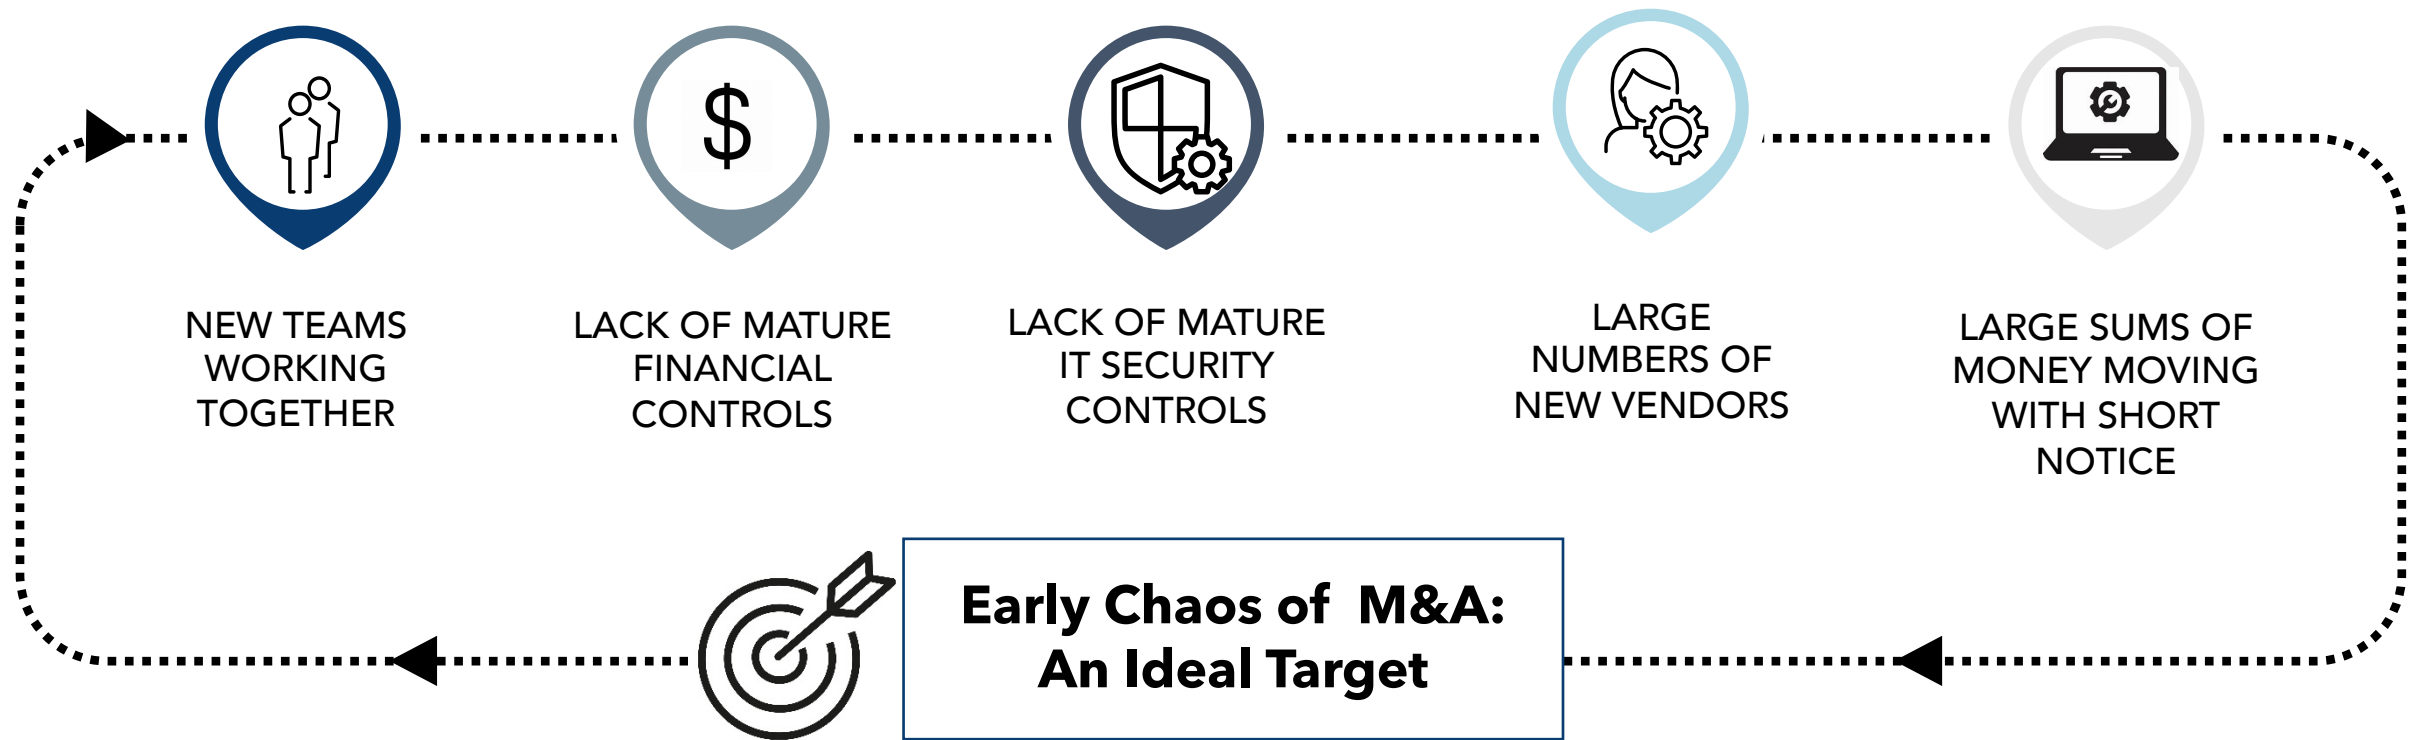 $
NEW TEAMS
WORKING
TOGETHER
LACK OF MATURE
FINANCIAL
CONTROLS
LACK OF MATURE
IT SECURITY
CONTROLS
LARGE
NUMBERS OF
NEW VENDORS
LARGE SUMS OF
MONEY MOVING
WITH SHORT
NOTICE
Early Chaos of  M&A:
An Ideal Target